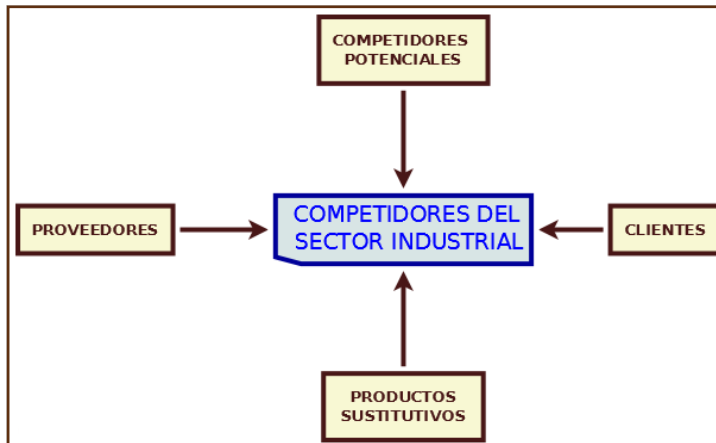 COMPETIDORES
POTENCIALES
PROVEEDORES
COMPETIDORES DEL
SECTOR INDUSTRIAL
CLIENTES
PRODUCTOS
SUSTITUTIVOS